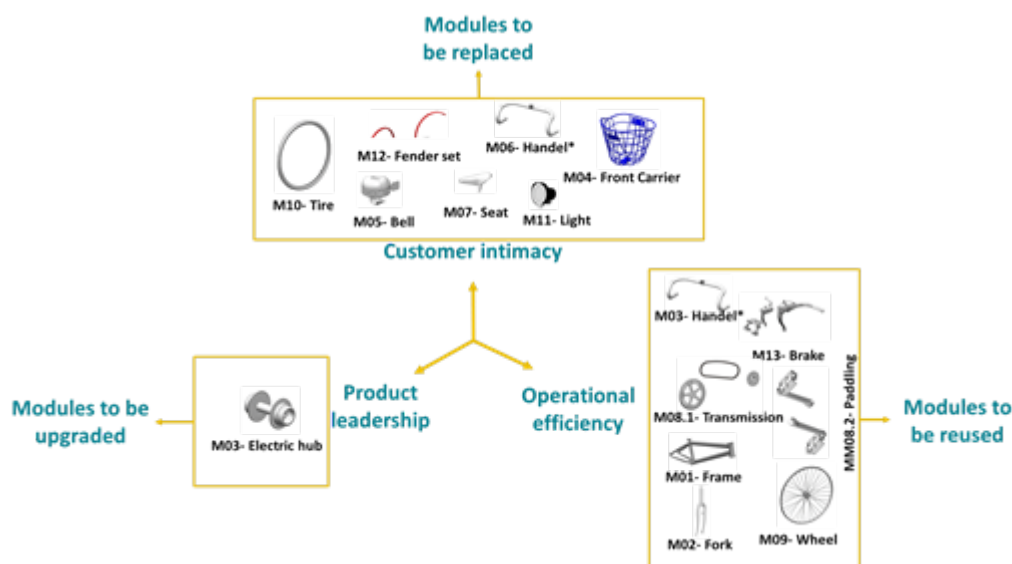 Modules to
be replaced
M10- Tire
M12- Fender set
M06- Handel*
M04- Front Carrier
M05- Bell
M07- Seat
M11- Light
Customer intimacy
Product
leadership
Operational
efficiency
Modules to be
upgraded
M03- Electric hub
M03- Handel*
M13- Brake
M08.1- Transmission
MM08.2- Paddling
M01- Frame
M02- Fork
M09- Wheel
Modules to
be reused